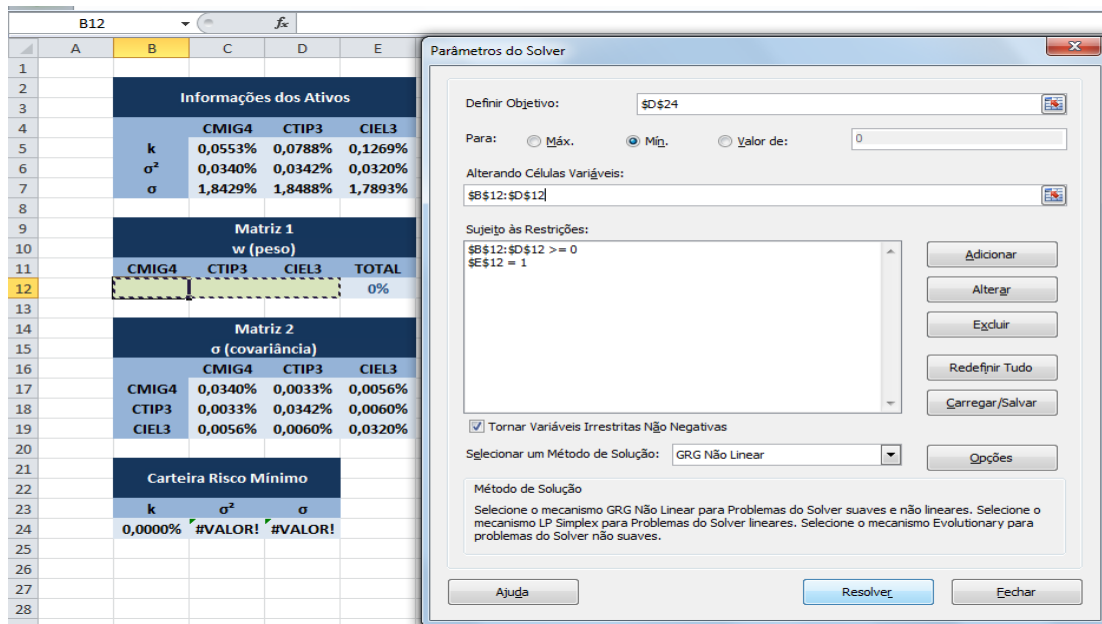 B12
fx
A B C D E
1
2
3
4
5
6
7
8
9
10
11
12
13
14
15
16
17
18
19
20
21
22
23
24
25
26
27
28
Informações dos Ativos
CMIG4 CTIP3 CIEL3
k 0,0553% 0,0788% 0,1269%
σ² 0,0340% 0,0342% 0,0320%
σ 1,8429% 1,8488% 1,7893%
Matriz 1
w (peso)
CMIG4 CTIP3 CIEL3 TOTAL
0%
Matriz 2
σ (covariância)
CMIG4 CTIP3 CIEL3
CMIG4 0,0340% 0,0033% 0,0056%
CTIP3 0,0033% 0,0342% 0,0060%
CIEL3 0,0056% 0,0060% 0,0320%
Carteira Risco Mínimo
k σ² σ
0,0000% #VALOR! #VALOR!
Parâmetros do Solver
Definir Objetivo: $D$24
Para: Máx. Mín. Valor de: 0
Alterando Células Variáveis:
$B$12:$D$12
Sujeito às Restrições:
$B$12:$D$12 >= 0
$E$12 = 1
Adicionar
Alterar
Excluir
Redefinir Tudo
Carregar/Salvar
Tornar Variáveis Irrestritas Não Negativas
Selecionar um Método de Solução: GRG Não Linear
Opções
Método de Solução
Selecione o mecanismo GRG Não Linear para Problemas do Solver suaves e não lineares. Selecione o
mecanismo LP Simplex para Problemas do Solver lineares. Selecione o mecanismo Evolutionary para
problemas do Solver não suaves.
Ajuda
Resolver
Fechar